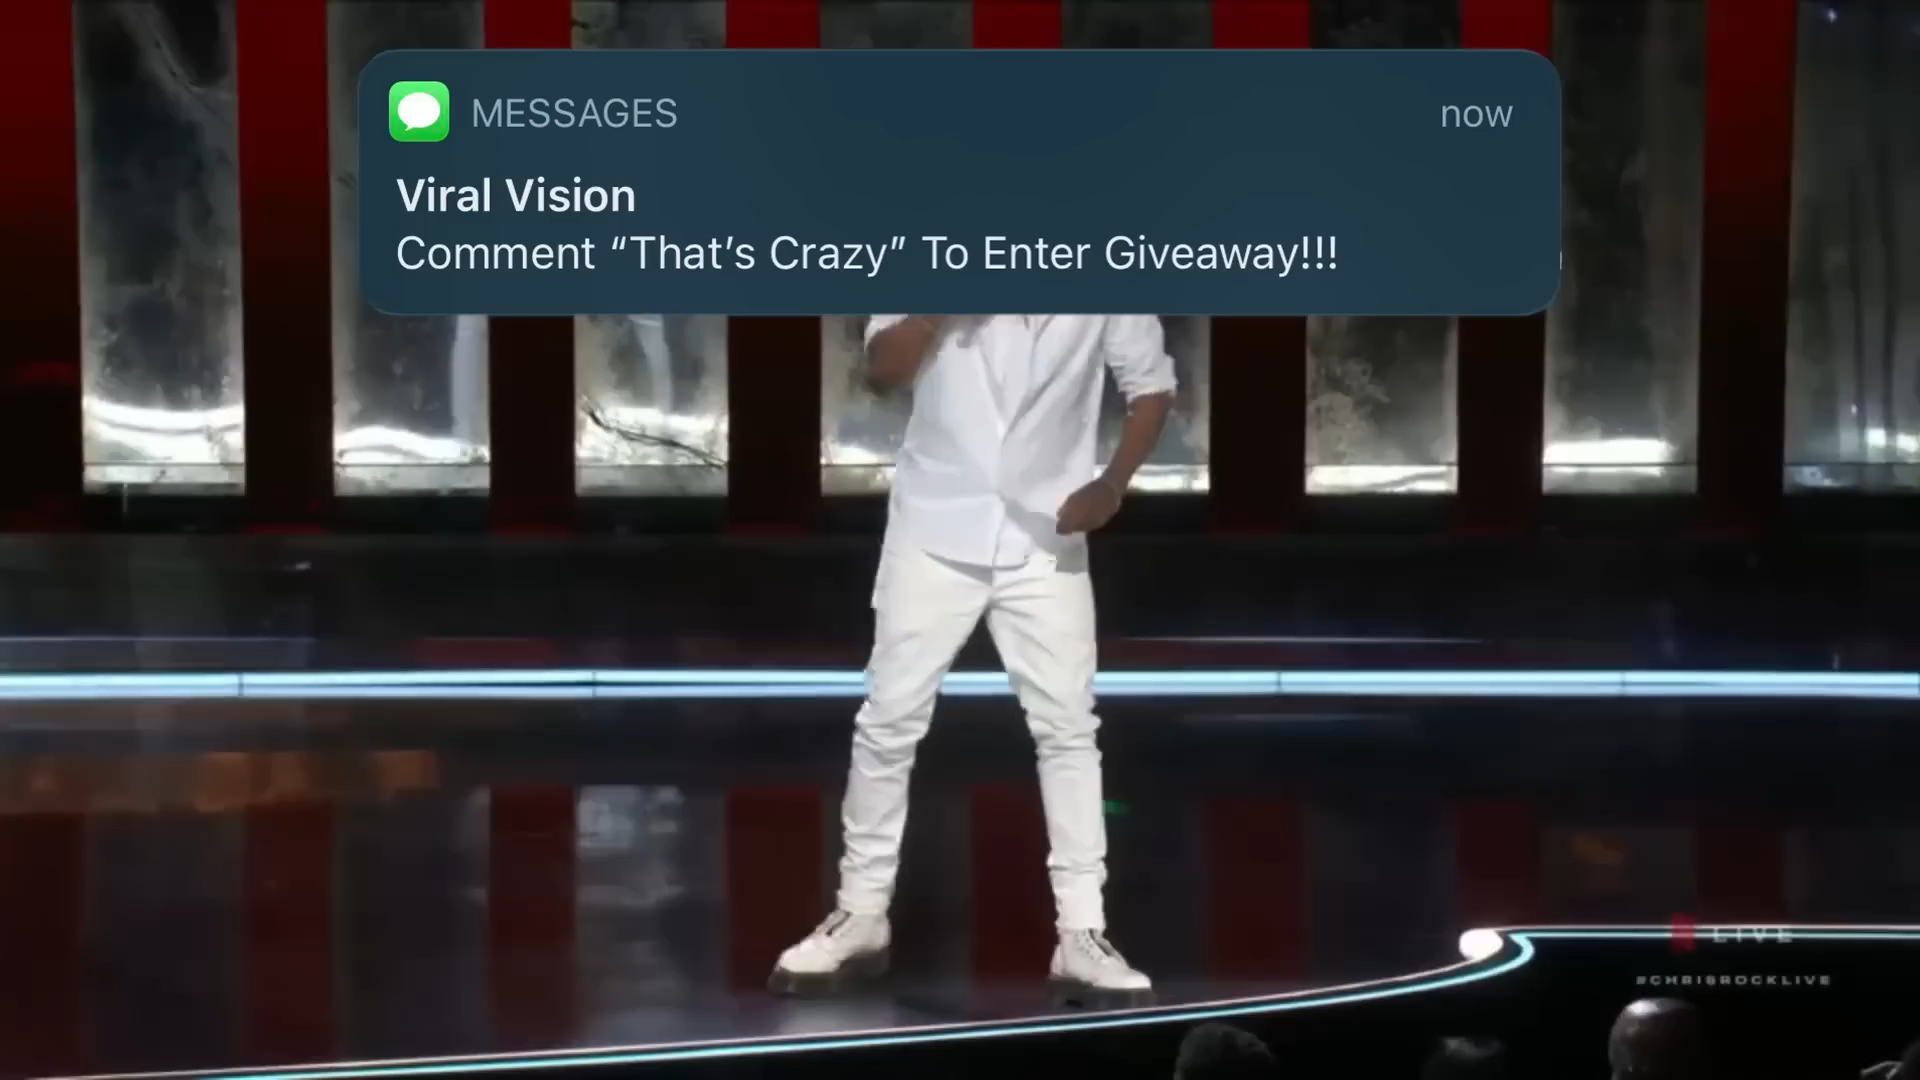 MESSAGES
now
Viral Vision
Comment “That’s Crazy” To Enter Giveaway!!!
LIVE
#CHRISROCKLIVE